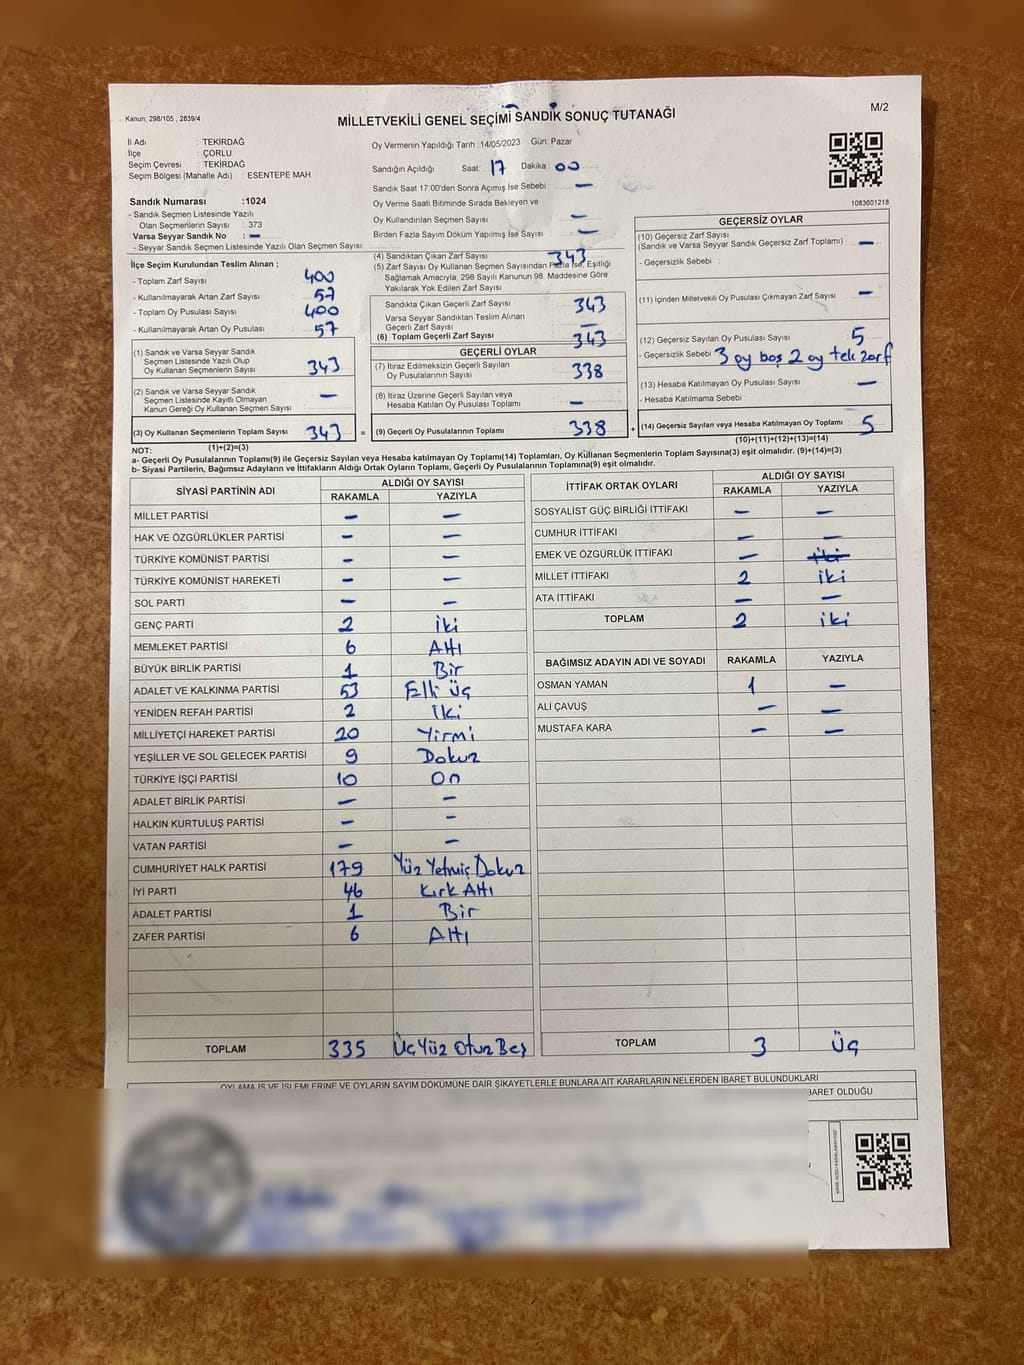 Kanun; 298/105 , 2839/4
MİLLETVEKİLİ GENEL SEÇİMİ SANDIK SONUÇ TUTANAĞI
M/2
İl Adı : TEKİRDAĞ
İlçe : ÇORLU
Seçim Çevresi : TEKİRDAĞ
Seçim Bölgesi (Mahalle Adı) : ESENTEPE MAH
Oy Vermenin Yapıldığı Tarih :14/05/2023 Gün: Pazar
Sandığın Açıldığı Saat: 17 Dakika : 00
Sandık Saat 17:00'den Sonra Açımış İse Sebebi : —
Oy Verme Saati Bitiminde Sırada Bekleyen ve
Oy Kullandırılan Seçmen Sayısı : —
Birden Fazla Sayım Döküm Yapılmış İse Sayısı : —
1083601218
Sandık Numarası :1024
- Sandık Seçmen Listesinde Yazılı
Olan Seçmenlerin Sayısı : 373
Varsa Seyyar Sandık No : —
- Seyyar Sandık Seçmen Listesinde Yazılı Olan Seçmen Sayısı:
İlçe Seçim Kurulundan Teslim Alınan ;
- Toplam Zarf Sayısı : 400
- Kullanılmayarak Artan Zarf Sayısı : 57
- Toplam Oy Pusulası Sayısı : 400
- Kullanılmayarak Artan Oy Pusulası : 57
(4) Sandıktan Çıkan Zarf Sayısı : 343
(5) Zarf Sayısı Oy Kullanan Seçmen Sayısından Fazla İse, Eşitliği
Sağlamak Amacıyla, 298 Sayılı Kanunun 98. Maddesine Göre
Yakılarak Yok Edilen Zarf Sayısı :
Sandıkta Çıkan Geçerli Zarf Sayısı 343
Varsa Seyyar Sandıktan Teslim Alınan
Geçerli Zarf Sayısı —
(6) Toplam Geçerli Zarf Sayısı 343
GEÇERSİZ OYLAR
(10) Geçersiz Zarf Sayısı
(Sandık ve Varsa Seyyar Sandık Geçersiz Zarf Toplamı) : —
- Geçersizlik Sebebi :
(11) İçinden Milletvekili Oy Pusulası Çıkmayan Zarf Sayısı : —
(12) Geçersiz Sayılan Oy Pusulası Sayısı : 5
- Geçersizlik Sebebi : 3 oy boş 2 oy tek zarf
(13) Hesaba Katılmayan Oy Pusulası Sayısı : —
- Hesaba Katılmama Sebebi :
(1) Sandık ve Varsa Seyyar Sandık
Seçmen Listesinde Yazılı Olup
Oy Kullanan Seçmenlerin Sayısı : 343
(2) Sandık ve Varsa Seyyar Sandık
Seçmen Listesinde Kayıtlı Olmayan
Kanun Gereği Oy Kullanan Seçmen Sayısı : —
GEÇERLİ OYLAR
(7) İtiraz Edilmeksizin Geçerli Sayılan
Oy Pusulalarının Sayısı : 338
(8) İtiraz Üzerine Geçerli Sayılan veya
Hesaba Katılan Oy Pusulası Toplamı : —
(3) Oy Kullanan Seçmenlerin Toplam Sayısı : 343 = (9) Geçerli Oy Pusulalarının Toplamı : 338 + (14) Geçersiz Sayılan veya Hesaba Katılmayan Oy Toplamı : 5
(1)+(2)=(3)
(10)+(11)+(12)+(13)=(14)
NOT:
a- Geçerli Oy Pusulalarının Toplamı(9) ile Geçersiz Sayılan veya Hesaba Katılmayan Oy Toplamı(14) Toplamları, Oy Kullanan Seçmenlerin Toplam Sayısına(3) eşit olmalıdır. (9)+(14)=(3)
b- Siyasi Partilerin, Bağımsız Adayların ve İttifakların Aldığı Ortak Oyların Toplamı, Geçerli Oy Pusulalarının Toplamına(9) eşit olmalıdır.
SİYASİ PARTİNİN ADI ALDIĞI OY SAYISI
RAKAMLA YAZIYLA
MİLLET PARTİSİ — —
HAK VE ÖZGÜRLÜKLER PARTİSİ — —
TÜRKİYE KOMÜNİST PARTİSİ — —
TÜRKİYE KOMÜNİST HAREKETİ — —
SOL PARTİ — —
GENÇ PARTİ 2 İki
MEMLEKET PARTİSİ 6 Altı
BÜYÜK BİRLİK PARTİSİ 1 Bir
ADALET VE KALKINMA PARTİSİ 53 Elli Üç
YENİDEN REFAH PARTİSİ 2 İki
MİLLİYETÇİ HAREKET PARTİSİ 20 Yirmi
YEŞİLLER VE SOL GELECEK PARTİSİ 9 Dokuz
TÜRKİYE İŞÇİ PARTİSİ 10 On
ADALET BİRLİK PARTİSİ — —
HALKIN KURTULUŞ PARTİSİ — —
VATAN PARTİSİ — —
CUMHURİYET HALK PARTİSİ 179 Yüz Yetmiş Dokuz
İYİ PARTİ 46 Kırk Altı
ADALET PARTİSİ 1 Bir
ZAFER PARTİSİ 6 Altı
TOPLAM 335 Üç Yüz Otuz Beş
İTTİFAK ORTAK OYLARI ALDIĞI OY SAYISI
RAKAMLA YAZIYLA
SOSYALİST GÜÇ BİRLİĞİ İTTİFAKI — —
CUMHUR İTTİFAKI — —
EMEK VE ÖZGÜRLÜK İTTİFAKI — iki
MİLLET İTTİFAKI 2 iki
ATA İTTİFAKI — —
TOPLAM 2 iki
BAĞIMSIZ ADAYIN ADI VE SOYADI RAKAMLA YAZIYLA
OSMAN YAMAN 1 —
ALİ ÇAVUŞ — —
MUSTAFA KARA — —
TOPLAM 3 Üç
OYLAMA İŞ VE İŞLEMLERİNE VE OYLARIN SAYIM DÖKÜMÜNE DAİR ŞİKAYETLERLE BUNLARA AİT KARARLARIN NELERDEN İBARET BULUNDUKLARI
BARET OLDUĞU